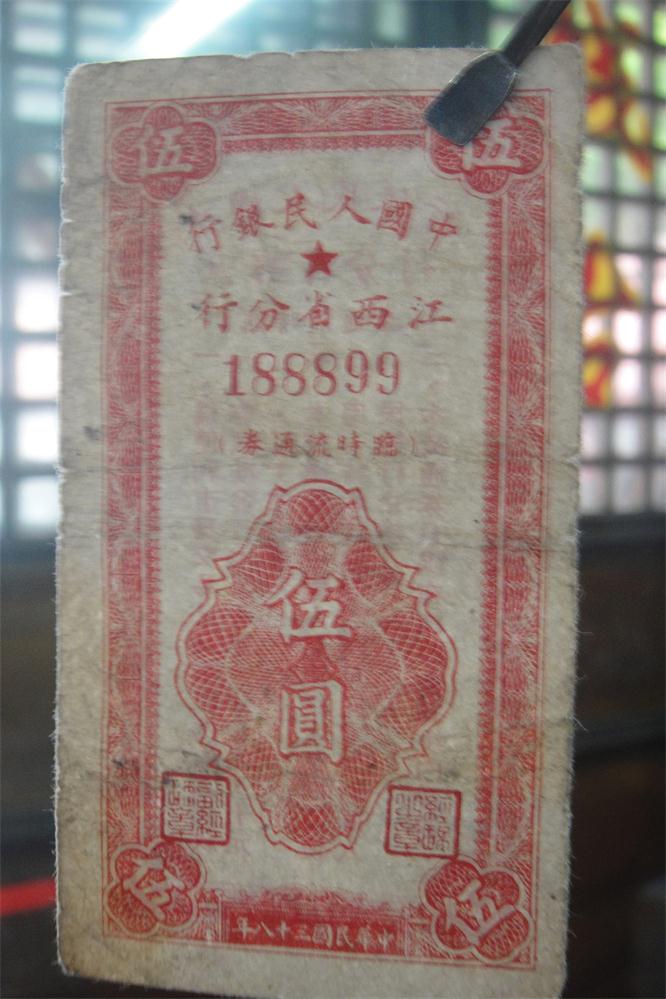 伍 伍
中國人民銀行
江西省分行
188899
(臨時流通券)
伍
圓
伍 伍
中華民國三十八年